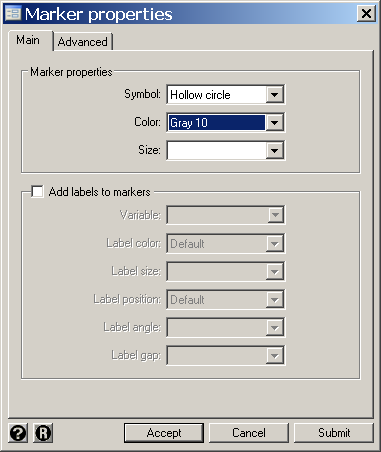 Marker properties
Main
Advanced
Marker properties
Symbol: Hollow circle
Color: Gray 10
Size:
Add labels to markers
Variable:
Label color: Default
Label size:
Label position: Default
Label angle:
Label gap:
? R Accept Cancel Submit